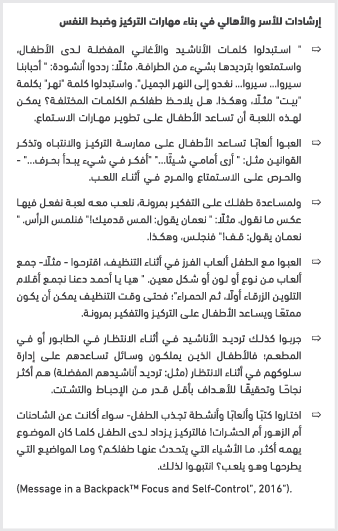 إرشادات للأسر والأهالي في بناء مهارات التركيز وضبط النفس
⇨ " استبدلوا كلمات الأناشيد والأغاني المفضلة لدى الأطفال،
واستمتعوا بترديدها بشيء من الطرافة. مثلًا: رددوا أنشودة: " أحبابنا
سيروا... سيروا... نغدو إلى النهر الجميل". واستبدلوا كلمة "نهر" بكلمة
"بيت" مثلًا، وهكذا. هل يلاحظ طفلكم الكلمات المختلفة؟ يمكن
لهذه اللعبة أن تساعد الأطفال على تطوير مهارات الاستماع.
⇨ العبوا ألعابًا تساعد الأطفال على ممارسة التركيز والانتباه وتذكر
القوانين مثل: " أرى أمامي شيئًا..." "أفكر في شيء يبدأ بحرف..." -
والحرص على الاستمتاع والمرح في أثناء اللعب.
⇨ ولمساعدة طفلك على التفكير بمرونة، نلعب معه لعبة نفعل فيها
عكس ما نقول. مثلًا: " نعمان يقول: المس قدميك!" فنلمس الرأس. "
نعمان يقول: قف!" فنجلس، وهكذا.
⇨ العبوا مع الطفل ألعاب الفرز في أثناء التنظيف، اقترحوا - مثلًا- جمع
ألعاب من نوع أو لون أو شكل معين. " هيا يا أحمد دعنا نجمع أقلام
التلوين الزرقاء أولًا، ثم الحمراء"؛ فحتى وقت التنظيف يمكن أن يكون
ممتعًا ويساعد الأطفال على التركيز والتفكير بمرونة.
⇨ جربوا كذلك ترديد الأناشيد في أثناء الانتظار في الطابور أو في
المطعم؛ فالأطفال الذين يملكون وسائل تساعدهم على إدارة
سلوكهم في أثناء الانتظار (مثل: ترديد أناشيدهم المفضلة) هم أكثر
نجاحًا وتحقيقًا للأهداف بأقل قدر من الإحباط والتشتت.
⇨ اختاروا كتبًا وألعابًا وأنشطة تجذب الطفل- سواء أكانت عن الشاحنات
أم الزهور أم الحشرات! فالتركيز يزداد لدى الطفل كلما كان الموضوع
يهمه أكثر. ما الأشياء التي يتحدث عنها طفلكم؟ وما المواضيع التي
يطرحها وهو يلعب؟ انتبهوا لذلك.
(Message in a Backpack™ Focus and Self-Control", 2016").